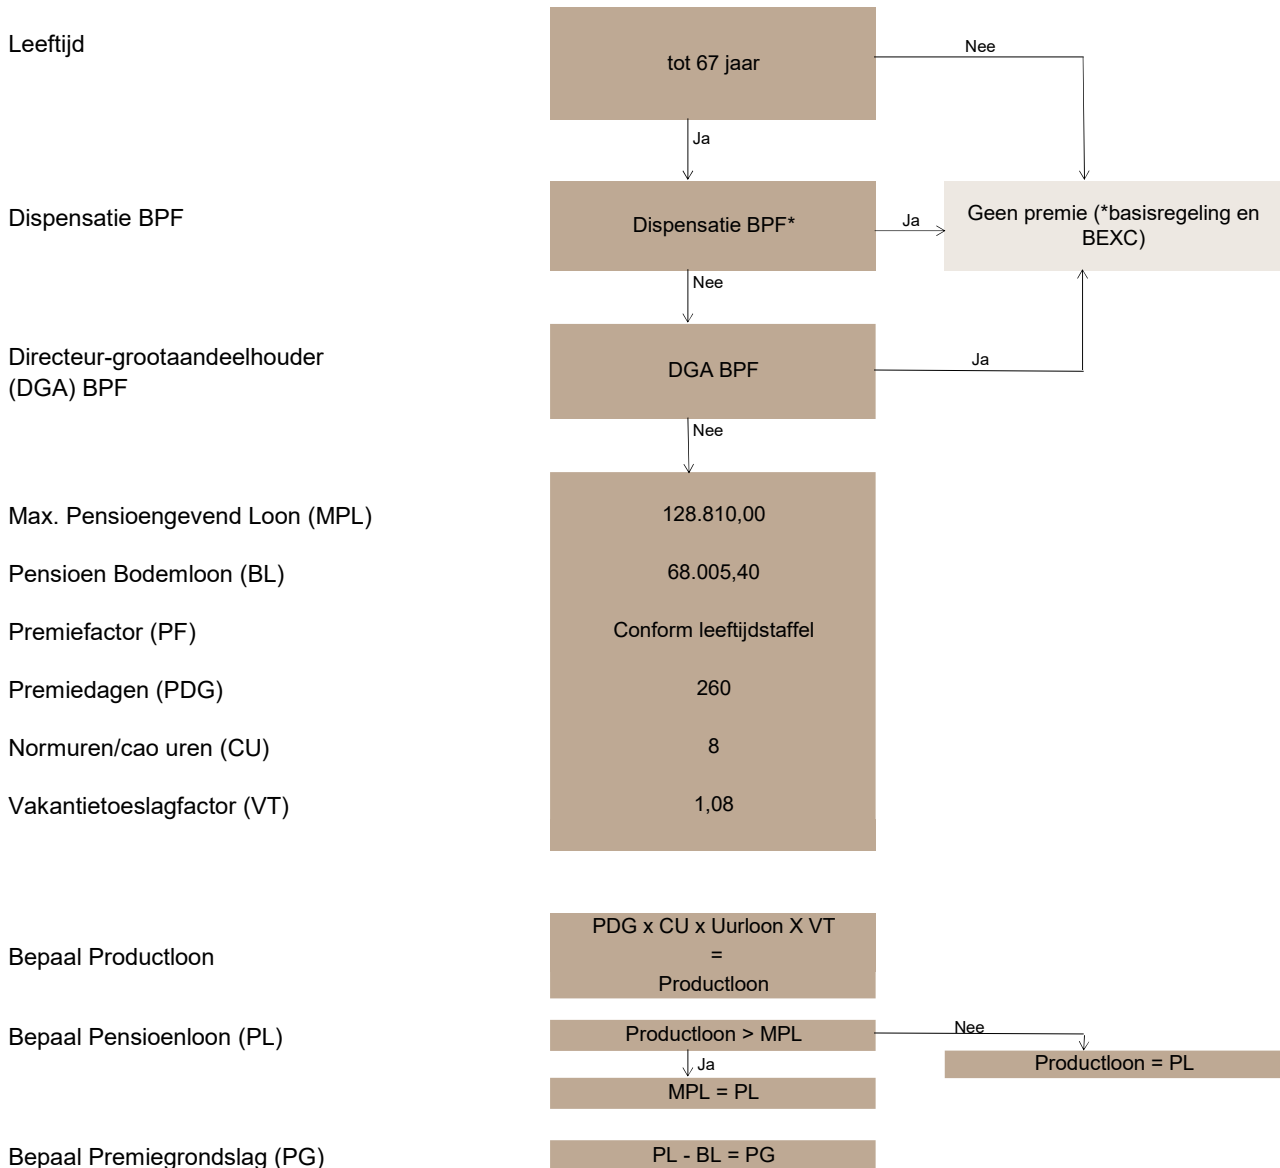 Leeftijd
tot 67 jaar
Nee
Ja
Dispensatie BPF
Dispensatie BPF*
Ja
Geen premie (*basisregeling en
BEXC)
Nee
Directeur-grootaandeelhouder
(DGA) BPF
DGA BPF
Ja
Nee
Max. Pensioengevend Loon (MPL)
128.810,00
Pensioen Bodemloon (BL)
68.005,40
Premiefactor (PF)
Conform leeftijdstaffel
Premiedagen (PDG)
260
Normuren/cao uren (CU)
8
Vakantietoeslagfactor (VT)
1,08
Bepaal Productloon
PDG x CU x Uurloon X VT
=
Productloon
Bepaal Pensioenloon (PL)
Productloon > MPL
Nee
Productloon = PL
Ja
MPL = PL
Bepaal Premiegrondslag (PG)
PL - BL = PG